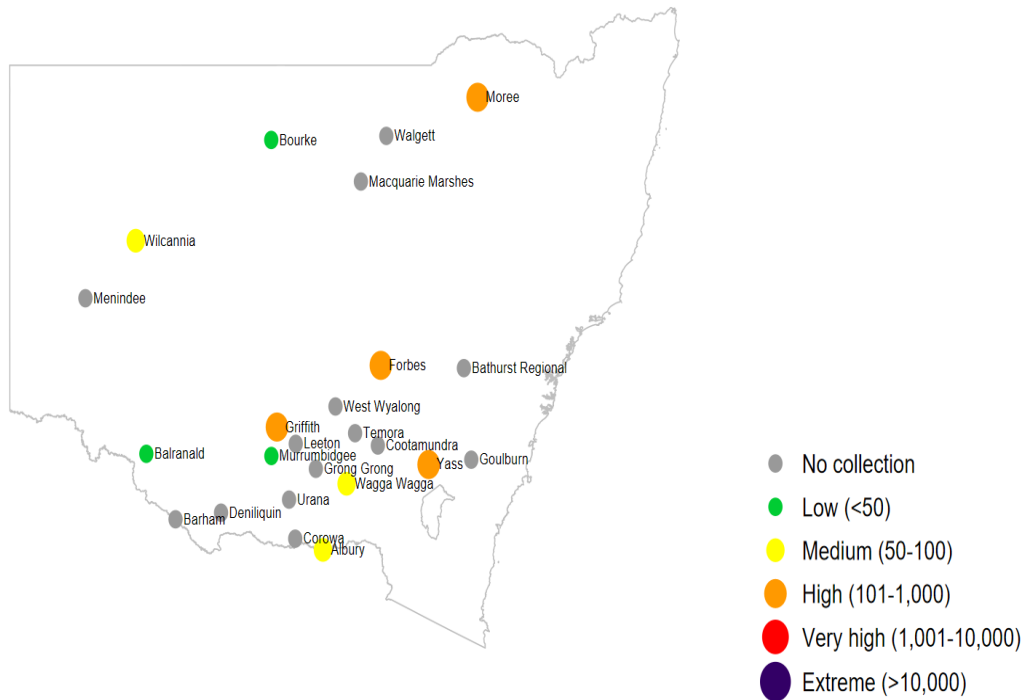 Moree
Walgett
Bourke
Macquarie Marshes
Wilcannia
Menindee
Forbes
Bathurst Regional
West Wyalong
Griffith
Temora
Leeton
Cootamundra
Balranald
Murrumbidgee
Goulburn
Yass
Grong Grong
Wagga Wagga
Urana
Deniliquin
Barham
Corowa
Albury
No collection
Low (<50)
Medium (50-100)
High (101-1,000)
Very high (1,001-10,000)
Extreme (>10,000)